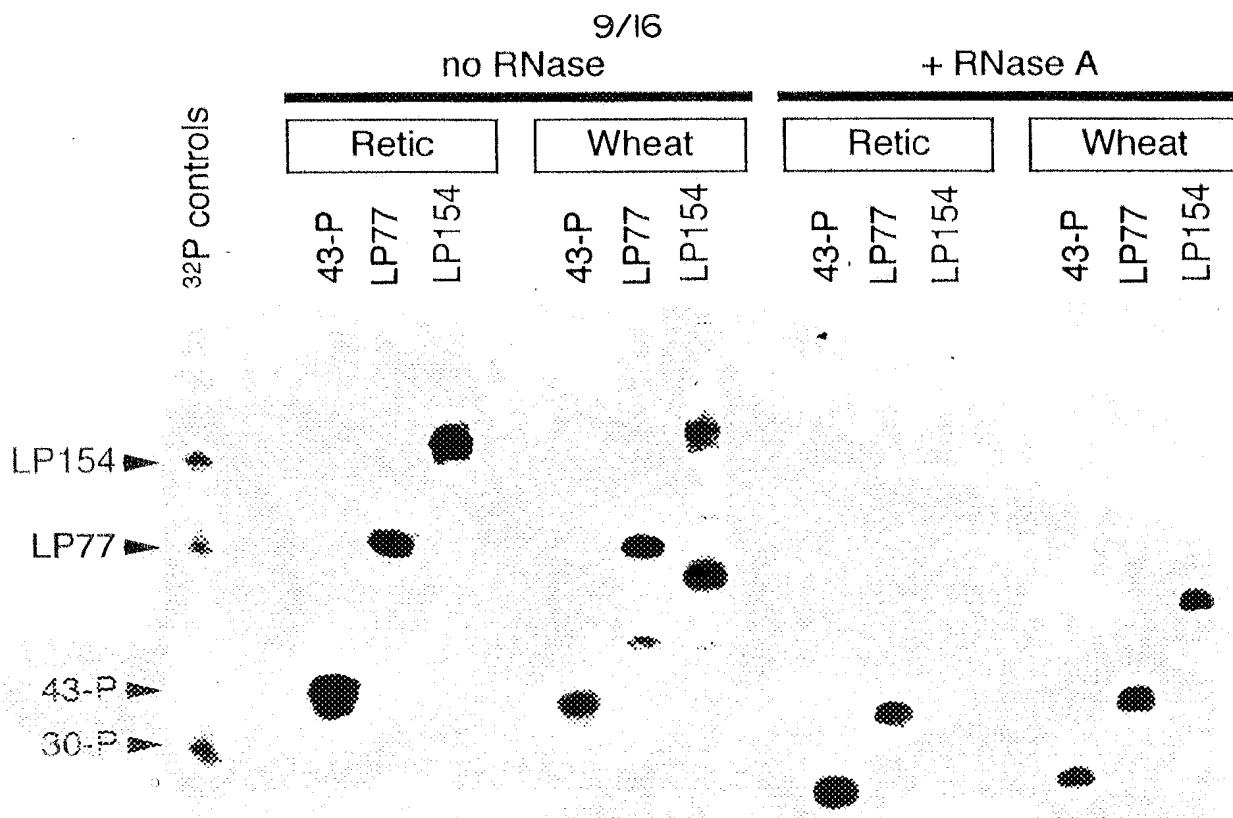 9/16
no RNase + RNase A
Retic Wheat Retic Wheat
32P controls 43-P LP77 LP154 43-P LP77 LP154 43-P LP77 LP154 43-P LP77 LP154
LP154
LP77
43-P
30-P